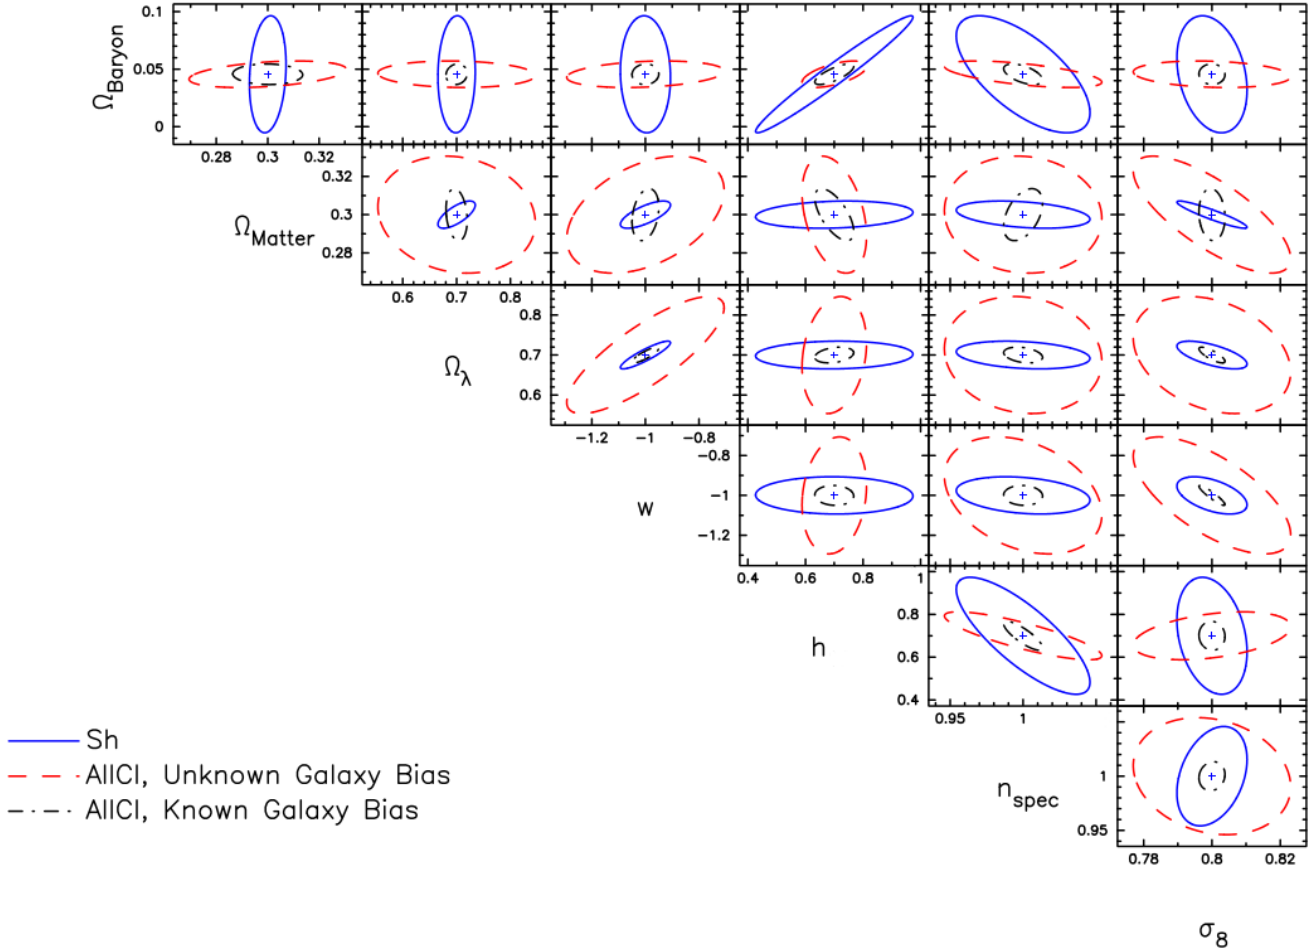 0.1
Ω_Baryon
0.05
0
0.28 0.3 0.32
0.32
Ω_Matter
0.3
0.28
0.6 0.7 0.8
0.8
Ω_λ
0.7
0.6
−1.2 −1 −0.8
−0.8
w
−1
−1.2
0.4 0.6 0.8 1
0.8
h
0.6
0.4
0.95 1
Sh
AllCl, Unknown Galaxy Bias
AllCl, Known Galaxy Bias
n_spec
1
0.95
0.78 0.8 0.82
σ_8